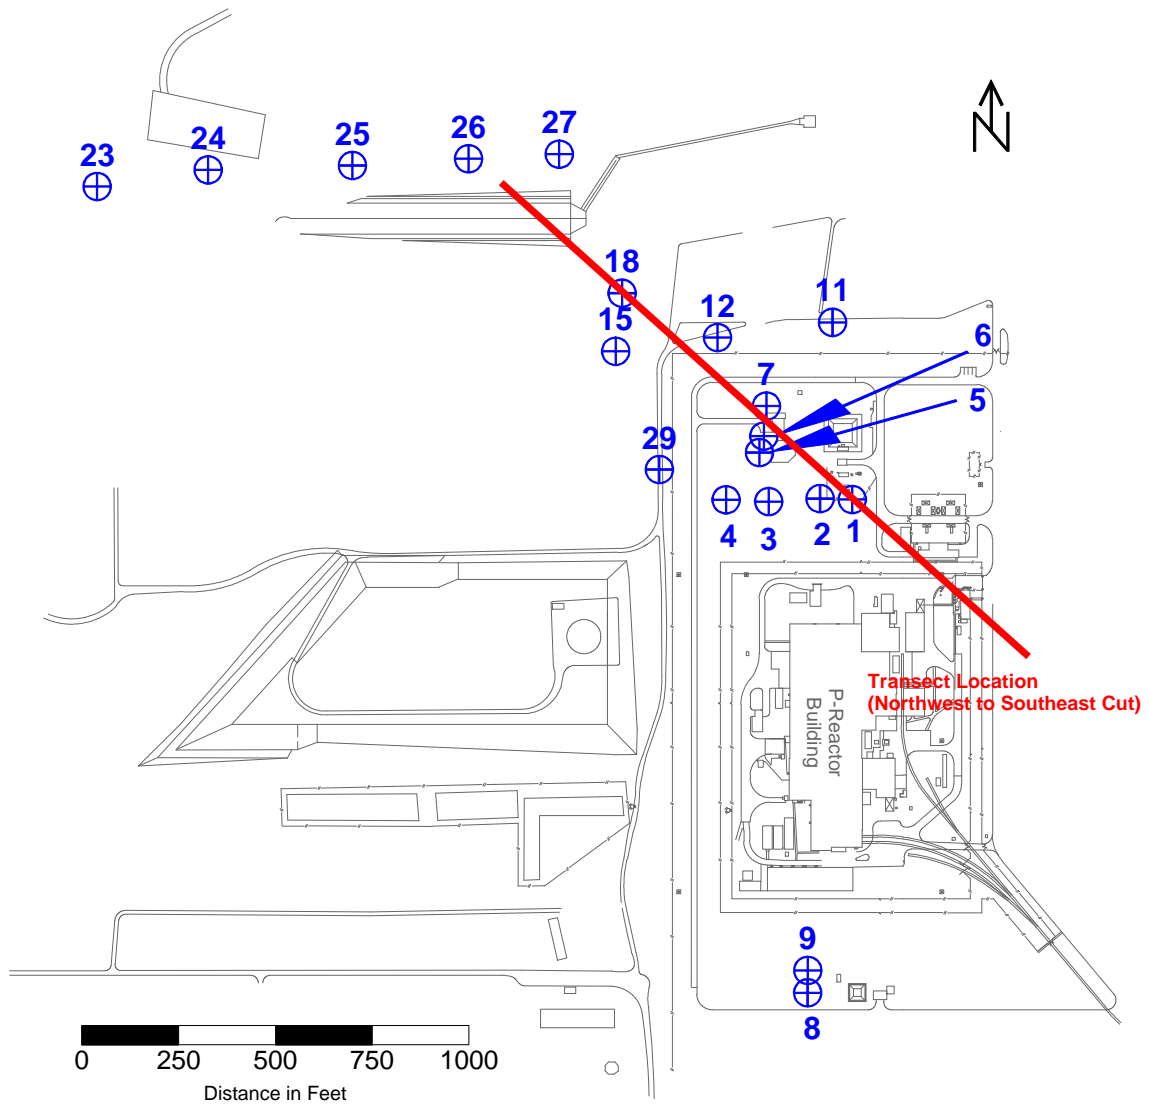 27
26
25
24
23
N
18
11
15
12
6
7
5
29
4
3
2
1
P-Reactor
Building
Transect Location
(Northwest to Southeast Cut)
9
8
0 250 500 750 1000
Distance in Feet